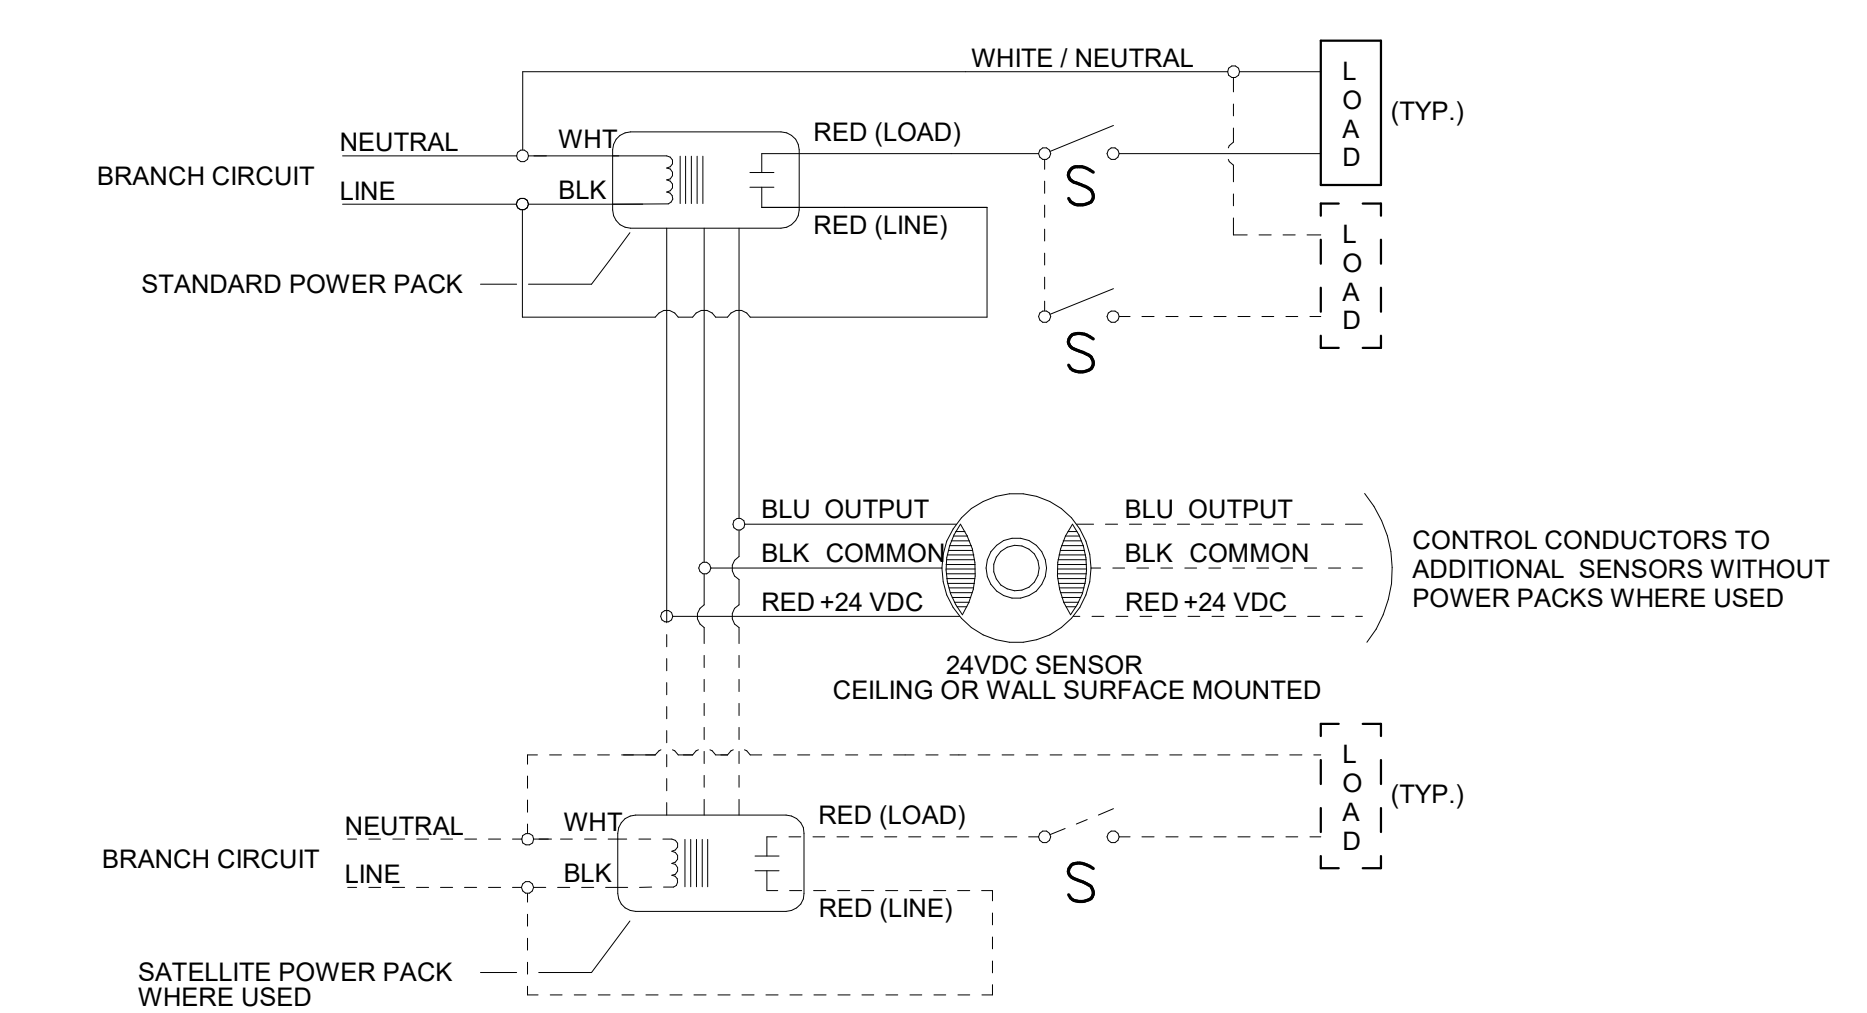 WHITE / NEUTRAL
L
O
A
D
(TYP.)
NEUTRAL
WHT
RED (LOAD)
BRANCH CIRCUIT
LINE
BLK
S
RED (LINE)
L
O
A
D
STANDARD POWER PACK
S
BLU OUTPUT
BLU OUTPUT
BLK COMMON
BLK COMMON
RED +24 VDC
RED +24 VDC
CONTROL CONDUCTORS TO
ADDITIONAL SENSORS WITHOUT
POWER PACKS WHERE USED
24VDC SENSOR
CEILING OR WALL SURFACE MOUNTED
L
O
A
D
(TYP.)
NEUTRAL
WHT
RED (LOAD)
BRANCH CIRCUIT
LINE
BLK
S
RED (LINE)
SATELLITE POWER PACK
WHERE USED